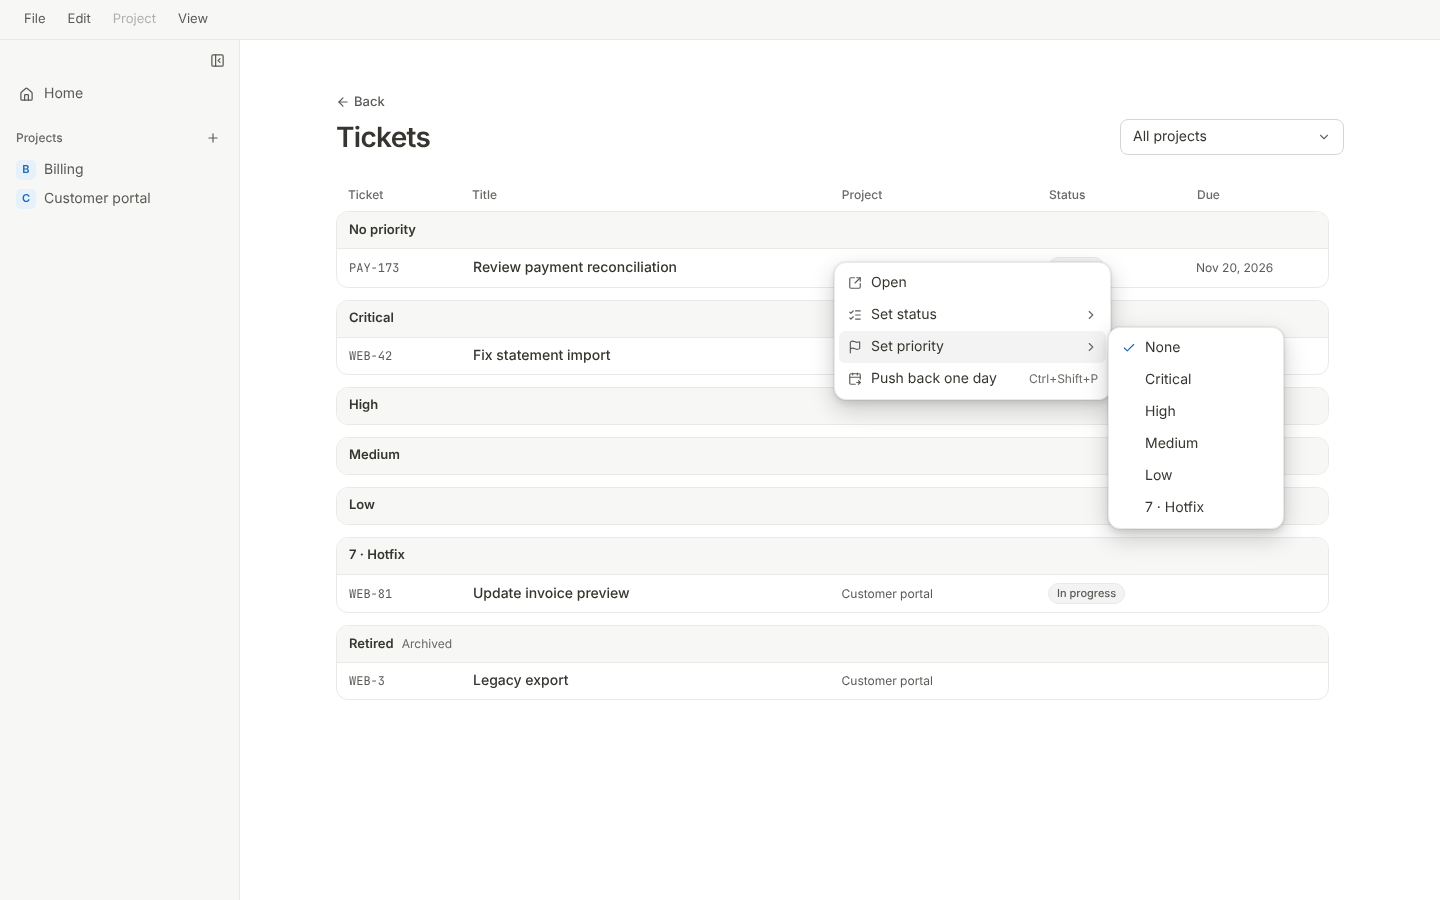 File Edit Project View
Home
Projects
B Billing
C Customer portal
Back
Tickets
All projects
Ticket Title Project Status Due
No priority
PAY-173 Review payment reconciliation Nov 20, 2026
Open
Set status
Set priority
Push back one day Ctrl+Shift+P
None
Critical
High
Medium
Low
7 · Hotfix
Critical
WEB-42 Fix statement import
High
Medium
Low
7 · Hotfix
WEB-81 Update invoice preview Customer portal In progress
Retired Archived
WEB-3 Legacy export Customer portal